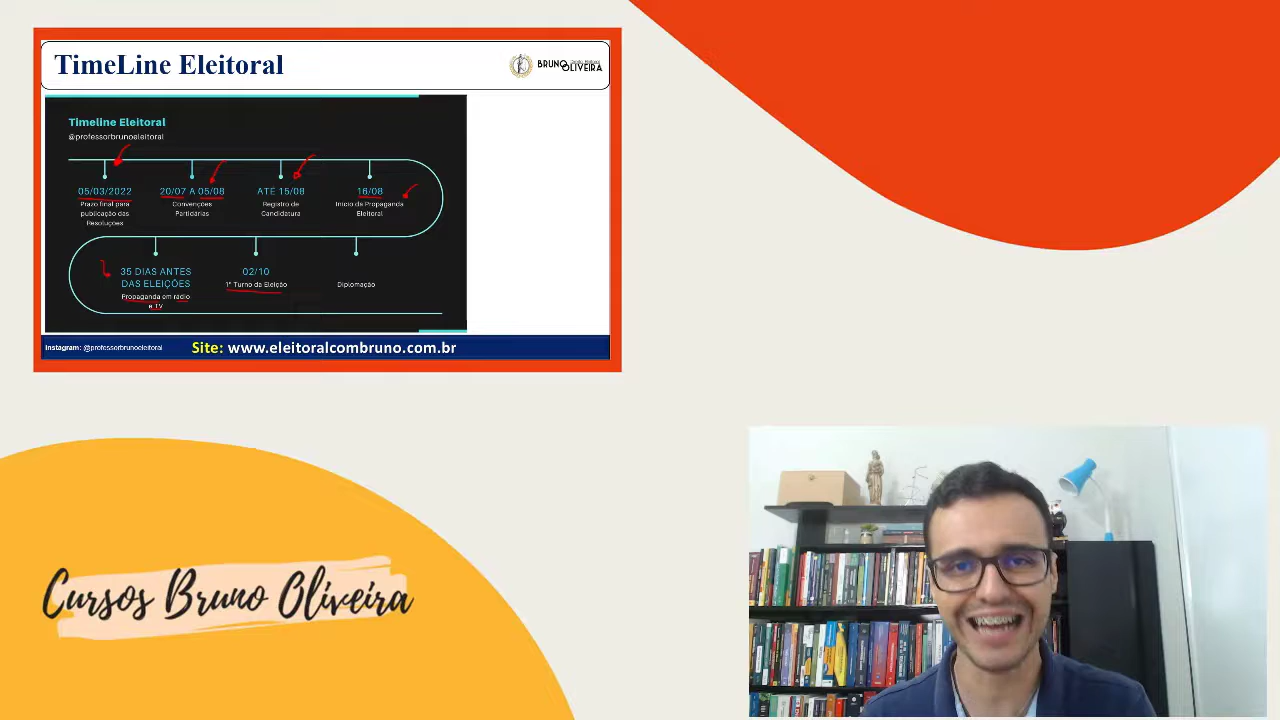 TimeLine Eleitoral
BRUNO
OLIVEIRA
Timeline Eleitoral
@professorbrunoeleitoral
05/03/2022
Prazo final para
publicação das
Resoluções
20/07 A 05/08
Convenções
Partidárias
ATÉ 15/08
Registro de
Candidatura
16/08
Início da Propaganda
Eleitoral
35 DIAS ANTES
DAS ELEIÇÕES
Propaganda em rádio
e TV
02/10
1º Turno da Eleição
Diplomação
Instagram: @professorbrunoeleitoral
Site: www.eleitoralcombruno.com.br
Cursos Bruno Oliveira